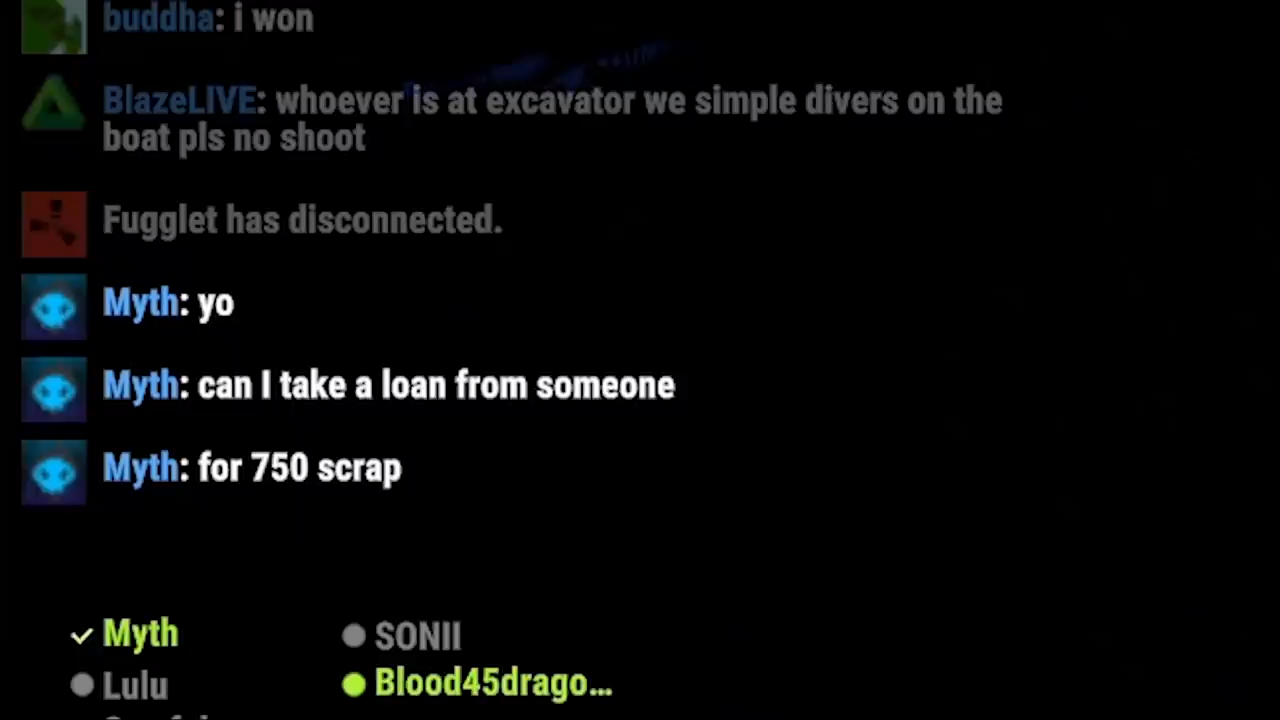 buddha: i won
BlazeLIVE: whoever is at excavator we simple divers on the
boat pls no shoot
Fugglet has disconnected.
Myth: yo
Myth: can I take a loan from someone
Myth: for 750 scrap
Myth
SONII
Lulu
Blood45drago...